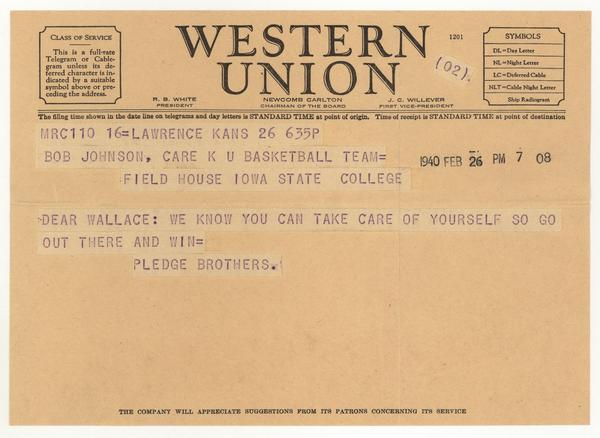 CLASS OF SERVICE
This is a full-rate
Telegram or Cable-
gram unless its de-
ferred character is in-
dicated by a suitable
symbol above or pre-
ceding the address.
WESTERN
UNION
1201
(02).
SYMBOLS
DL=Day Letter
NL=Night Letter
LC=Deferred Cable
NLT=Cable Night Letter
Ship Radiogram
R. B. WHITE
PRESIDENT
NEWCOMB CARLTON
CHAIRMAN OF THE BOARD
J. C. WILLEVER
FIRST VICE-PRESIDENT
The filing time shown in the date line on telegrams and day letters is STANDARD TIME at point of origin. Time of receipt is STANDARD TIME at point of destination
MRC110 16=LAWRENCE KANS 26 635P
BOB JOHNSON, CARE K U BASKETBALL TEAM=
1940 FEB 26 PM 7 08
FIELD HOUSE IOWA STATE COLLEGE
DEAR WALLACE: WE KNOW YOU CAN TAKE CARE OF YOURSELF SO GO
OUT THERE AND WIN=
PLEDGE BROTHERS.
THE COMPANY WILL APPRECIATE SUGGESTIONS FROM ITS PATRONS CONCERNING ITS SERVICE